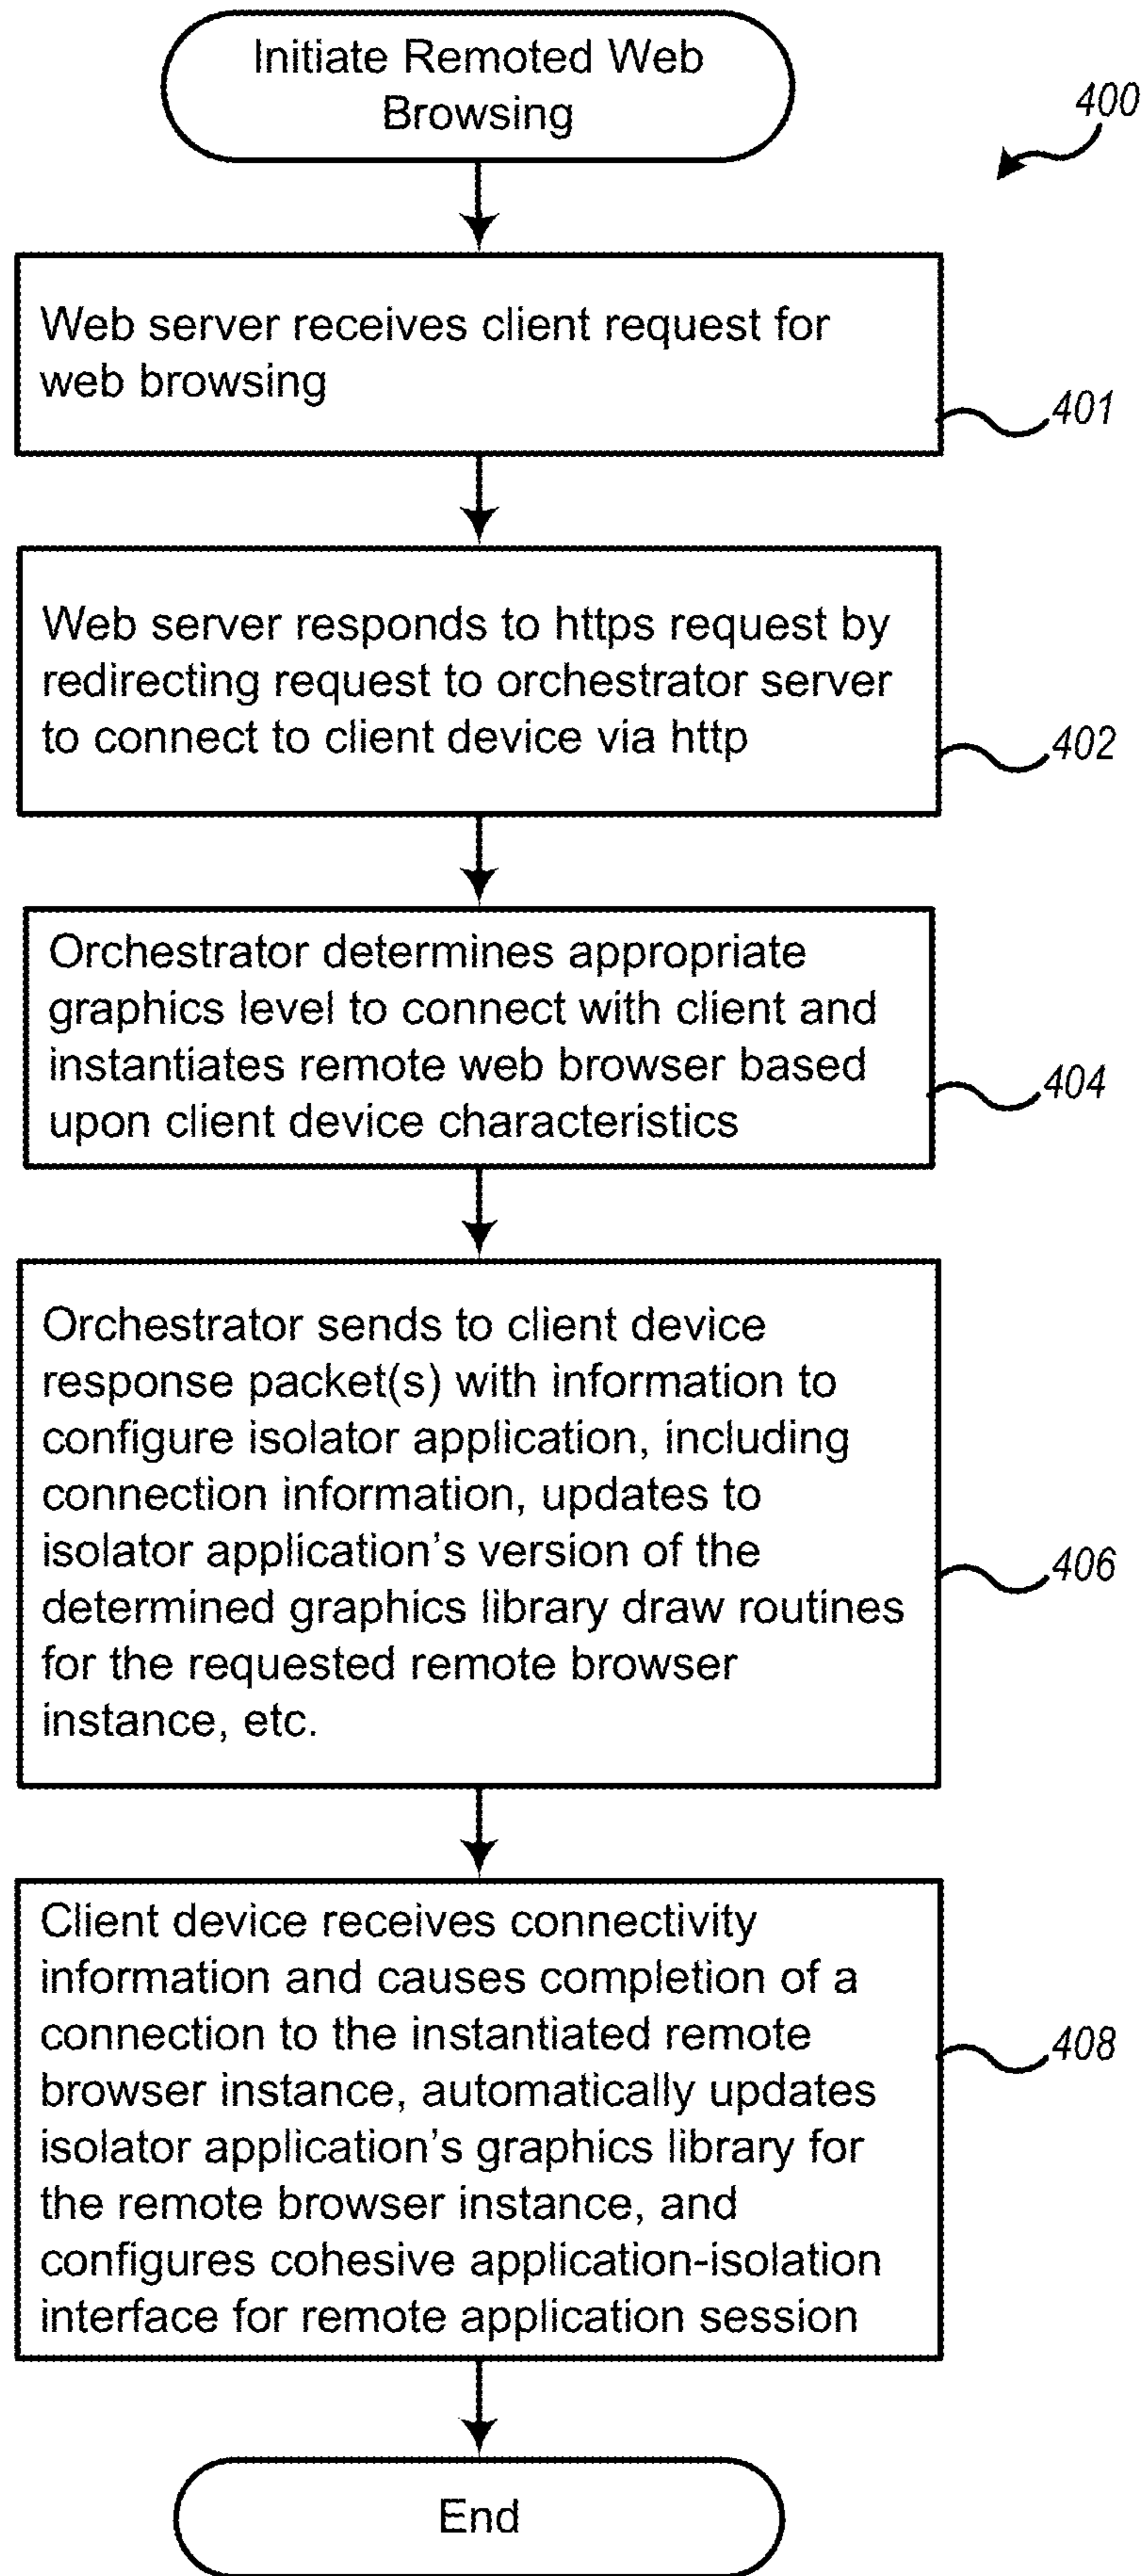 Initiate Remoted Web
Browsing
400
Web server receives client request for
web browsing
401
Web server responds to https request by
redirecting request to orchestrator server
to connect to client device via http
402
Orchestrator determines appropriate
graphics level to connect with client and
instantiates remote web browser based
upon client device characteristics
404
Orchestrator sends to client device
response packet(s) with information to
configure isolator application, including
connection information, updates to
isolator application's version of the
determined graphics library draw routines
for the requested remote browser
instance, etc.
406
Client device receives connectivity
information and causes completion of a
connection to the instantiated remote
browser instance, automatically updates
isolator application's graphics library for
the remote browser instance, and
configures cohesive application-isolation
interface for remote application session
408
End